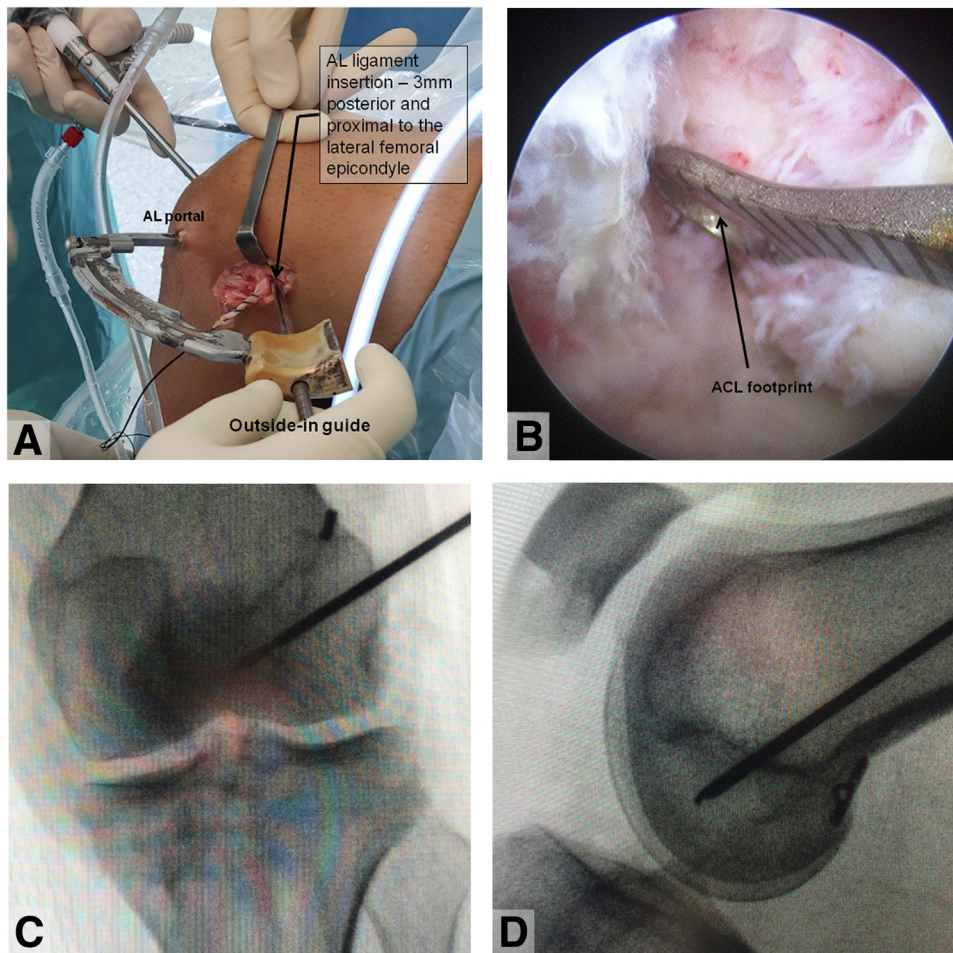 AL ligament
insertion – 3mm
posterior and
proximal to the
lateral femoral
epicondyle
AL portal
Outside-in guide
A
ACL footprint
B
C
D